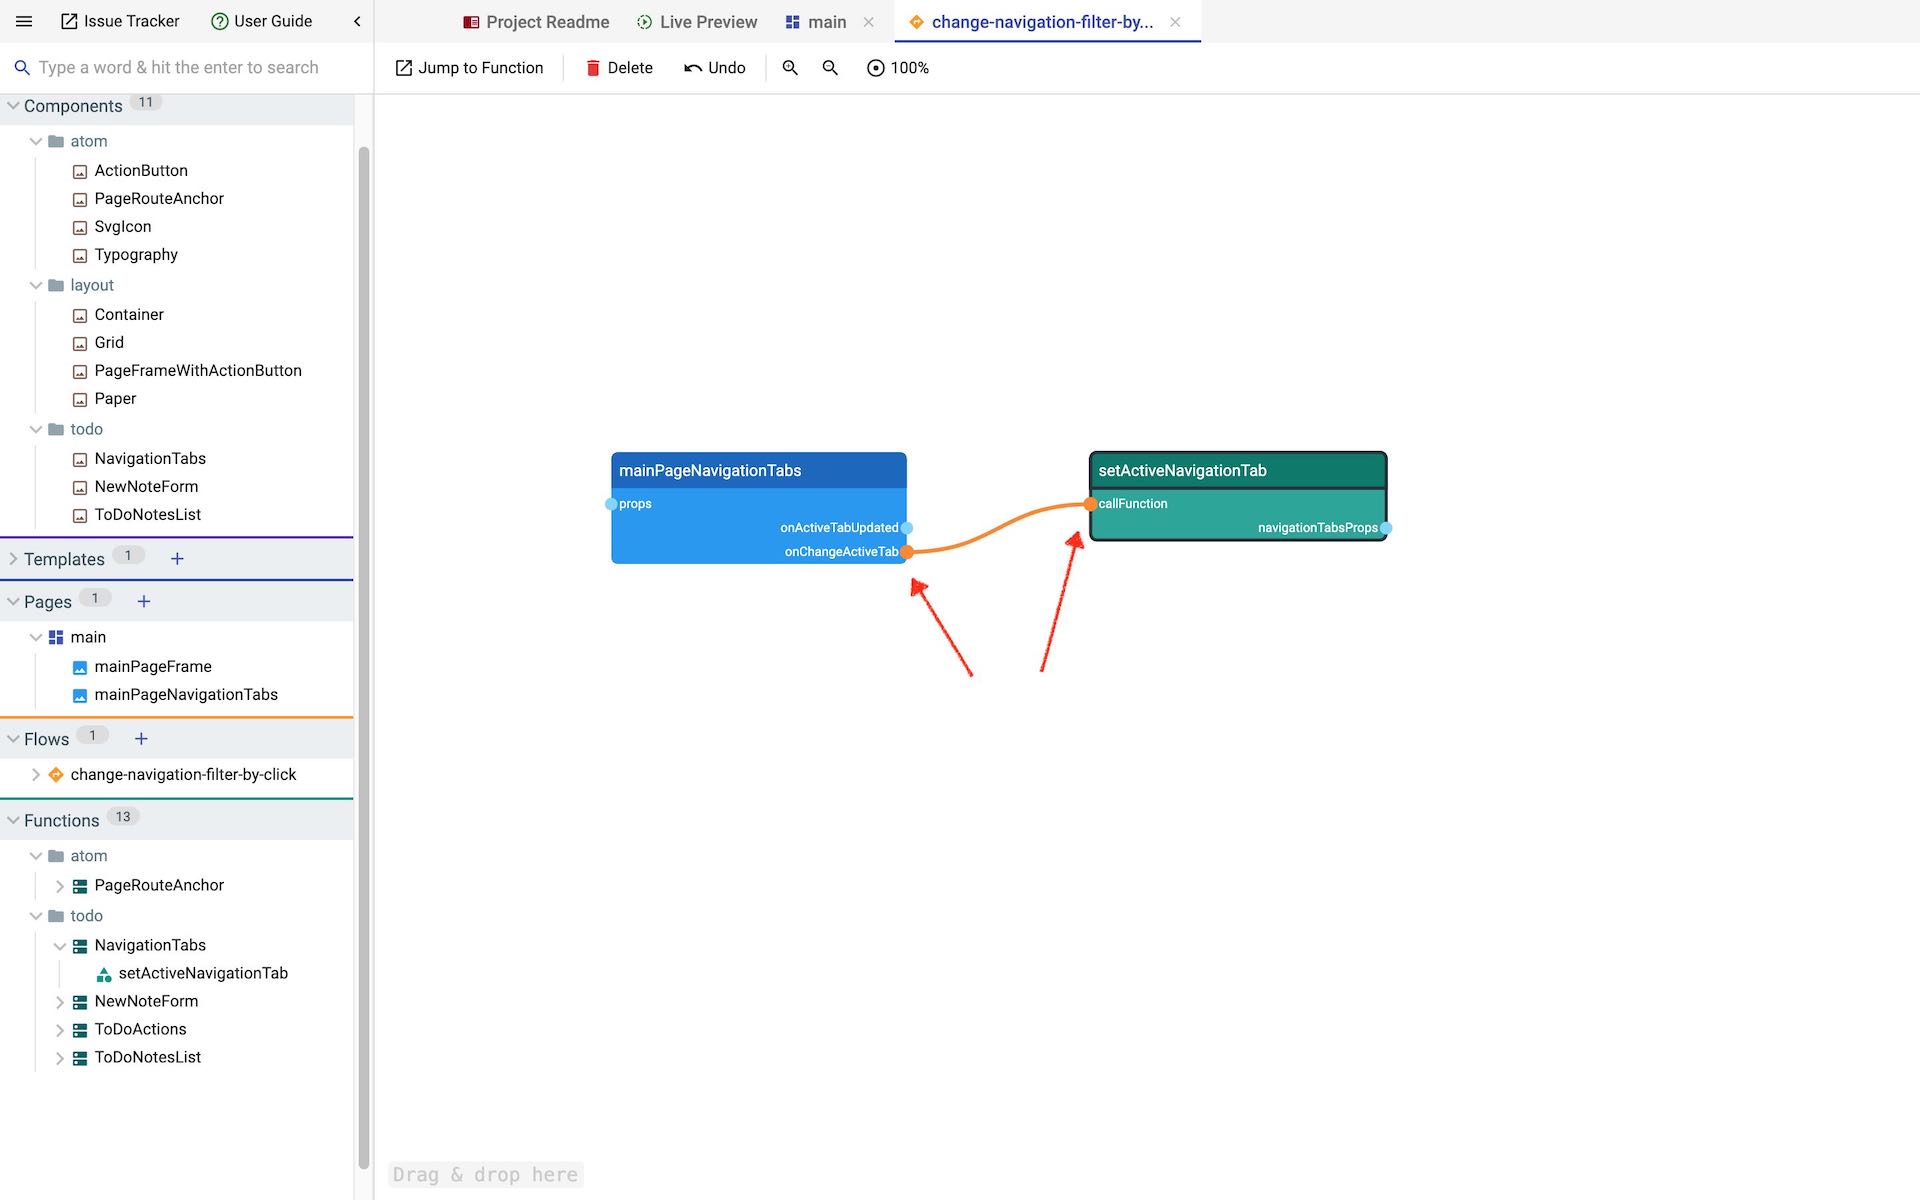 Issue Tracker
User Guide
Project Readme
Live Preview
main
change-navigation-filter-by...
Type a word & hit the enter to search
Jump to Function
Delete
Undo
100%
Components 11
atom
ActionButton
PageRouteAnchor
SvgIcon
Typography
layout
Container
Grid
PageFrameWithActionButton
Paper
todo
NavigationTabs
NewNoteForm
ToDoNotesList
Templates 1 +
Pages 1 +
main
mainPageFrame
mainPageNavigationTabs
Flows 1 +
change-navigation-filter-by-click
Functions 13
atom
PageRouteAnchor
todo
NavigationTabs
setActiveNavigationTab
NewNoteForm
ToDoActions
ToDoNotesList
mainPageNavigationTabs
props
onActiveTabUpdated
onChangeActiveTab
setActiveNavigationTab
callFunction
navigationTabsProps
Drag & drop here